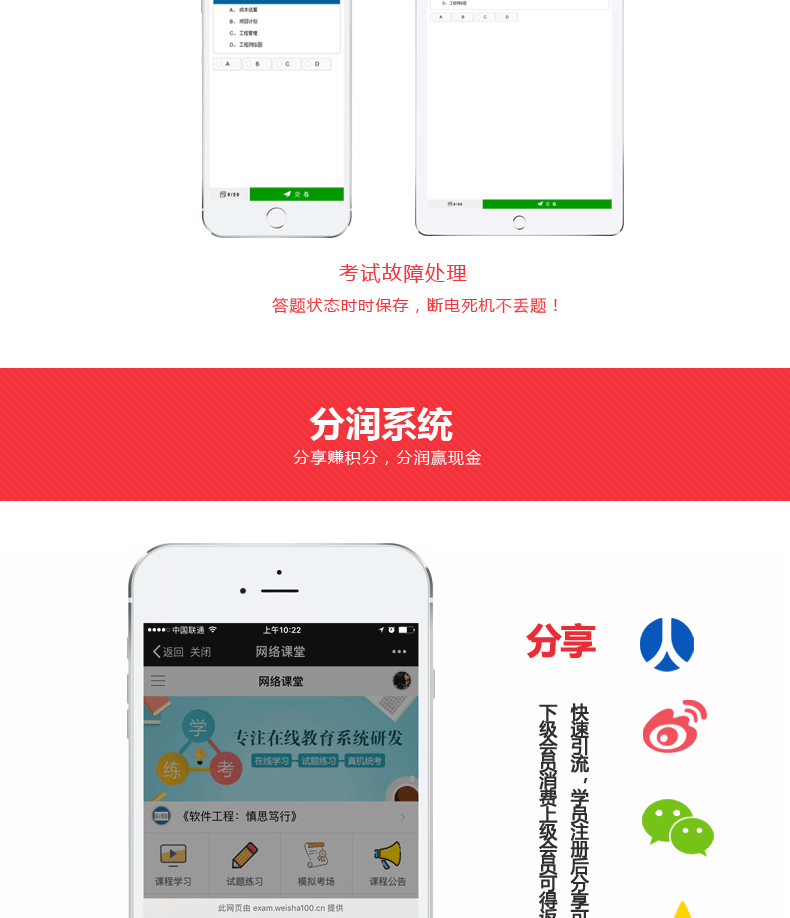 A、成本估算
B、项目计划
C、工程管理
D、工程网络图
A B C D
0/20 交卷
D、工程网络图
A B C D
0/20 交卷
考试故障处理
答题状态时时保存，断电死机不丢题！
分润系统
分享赚积分，分润赢现金
中国联通 上午10:22
返回 关闭 网络课堂
网络课堂
学
练 考
专注在线教育系统研发
在线学习 试题练习 真机统考
《软件工程：慎思笃行》
课程学习 试题练习 模拟考场 课程公告
此网页由 exam.weisha100.cn 提供
分享
快速引流，学员注册后分享可
下级会员消费上级会员可得返